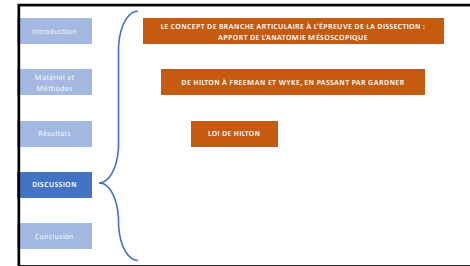 Introduction
LE CONCEPT DE BRANCHE ARTICULAIRE À L'ÉPREUVE DE LA DISSECTION :
APPORT DE L'ANATOMIE MÉSOSCOPIQUE
Matériel et
Méthodes
DE HILTON À FREEMAN ET WYKE, EN PASSANT PAR GARDNER
Résultats
LOI DE HILTON
DISCUSSION
Conclusion